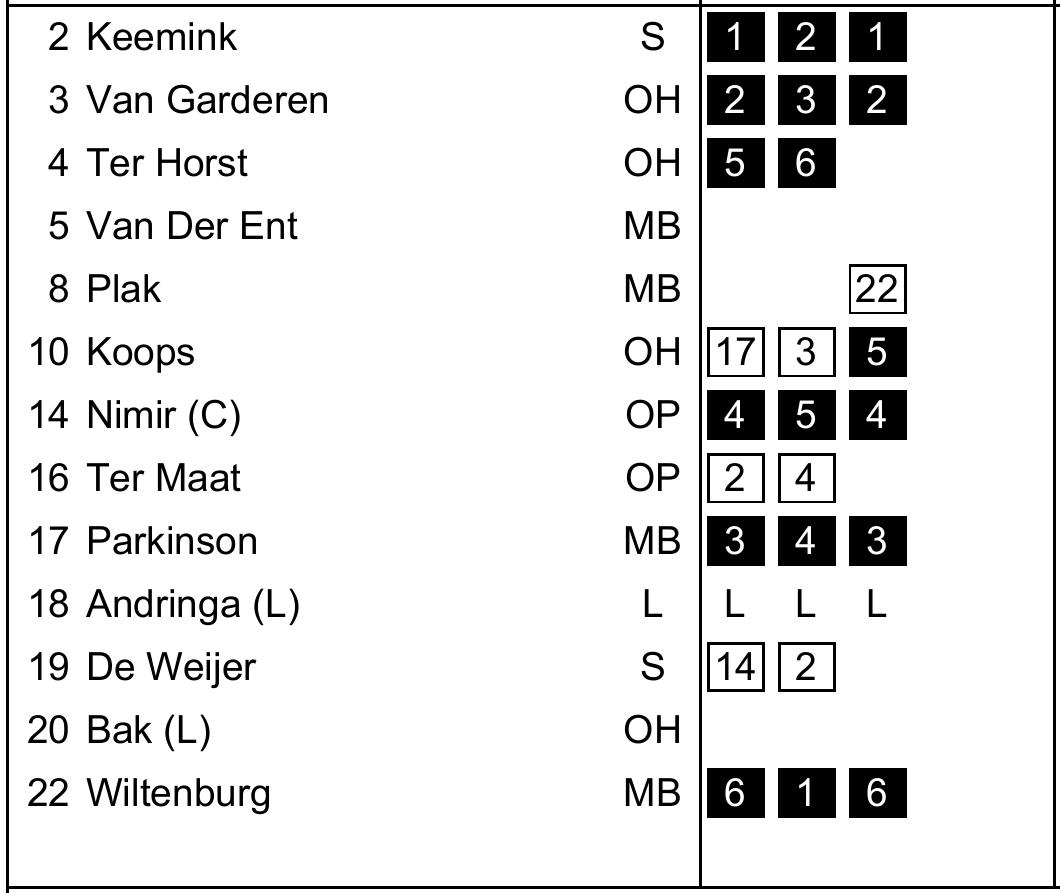 2 Keemink S 1 2 1
3 Van Garderen OH 2 3 2
4 Ter Horst OH 5 6
5 Van Der Ent MB
8 Plak MB 22
10 Koops OH 17 3 5
14 Nimir (C) OP 4 5 4
16 Ter Maat OP 2 4
17 Parkinson MB 3 4 3
18 Andringa (L) L L L L
19 De Weijer S 14 2
20 Bak (L) OH
22 Wiltenburg MB 6 1 6